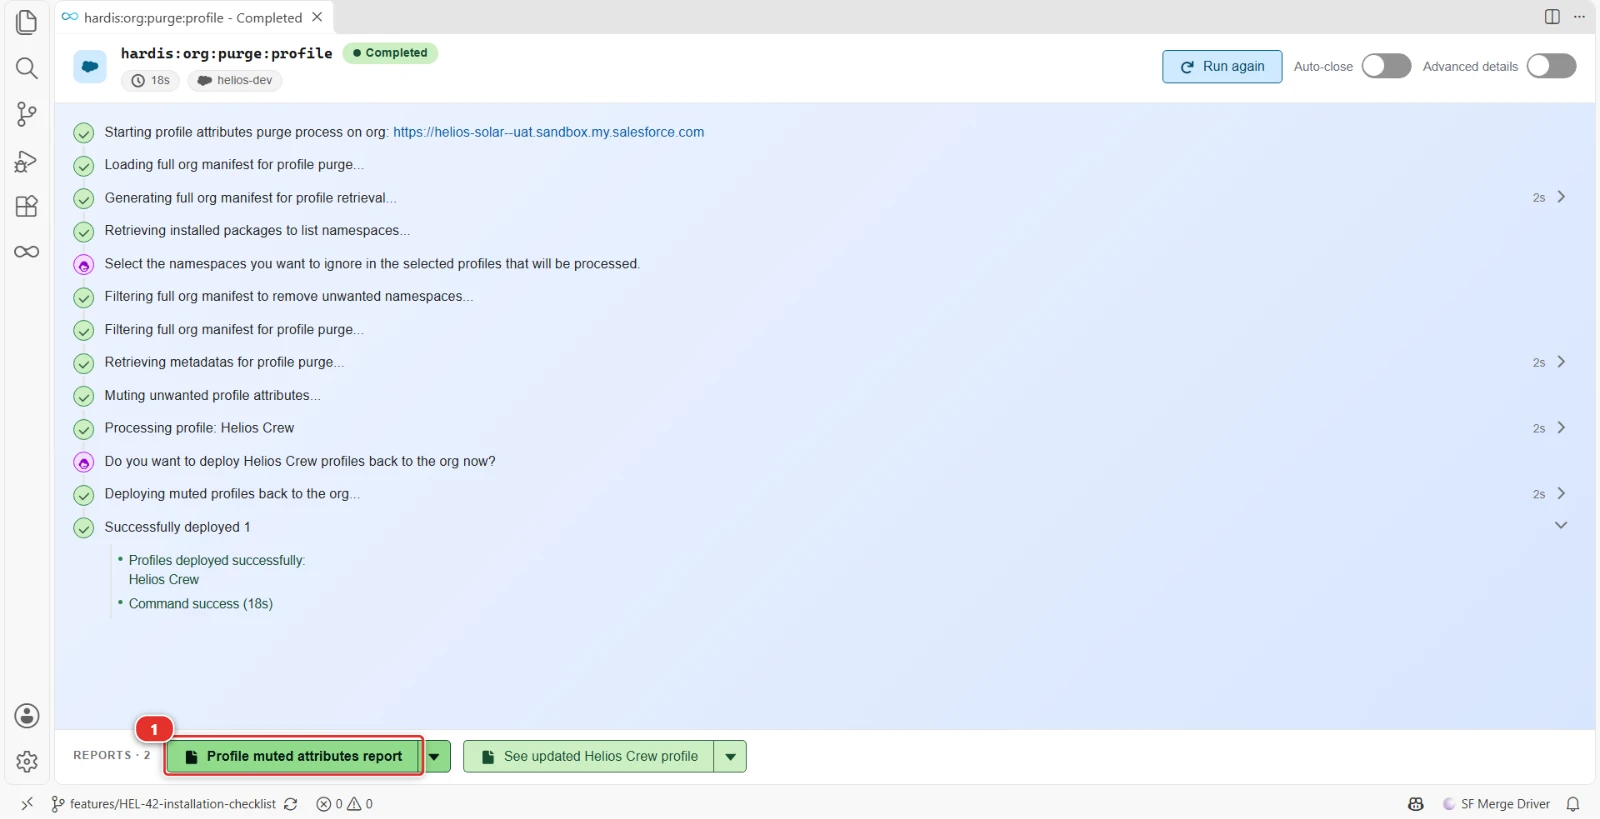 hardis:org:purge:profile - Completed
hardis:org:purge:profile
Completed
18s
helios-dev
Run again
Auto-close
Advanced details
Starting profile attributes purge process on org: https://helios-solar--uat.sandbox.my.salesforce.com
Loading full org manifest for profile purge...
Generating full org manifest for profile retrieval...
2s
Retrieving installed packages to list namespaces...
Select the namespaces you want to ignore in the selected profiles that will be processed.
Filtering full org manifest to remove unwanted namespaces...
Filtering full org manifest for profile purge...
Retrieving metadatas for profile purge...
2s
Muting unwanted profile attributes...
Processing profile: Helios Crew
2s
Do you want to deploy Helios Crew profiles back to the org now?
Deploying muted profiles back to the org...
2s
Successfully deployed 1
• Profiles deployed successfully:
Helios Crew
• Command success (18s)
1
REPORTS · 2
Profile muted attributes report
See updated Helios Crew profile
features/HEL-42-installation-checklist
0
0
SF Merge Driver